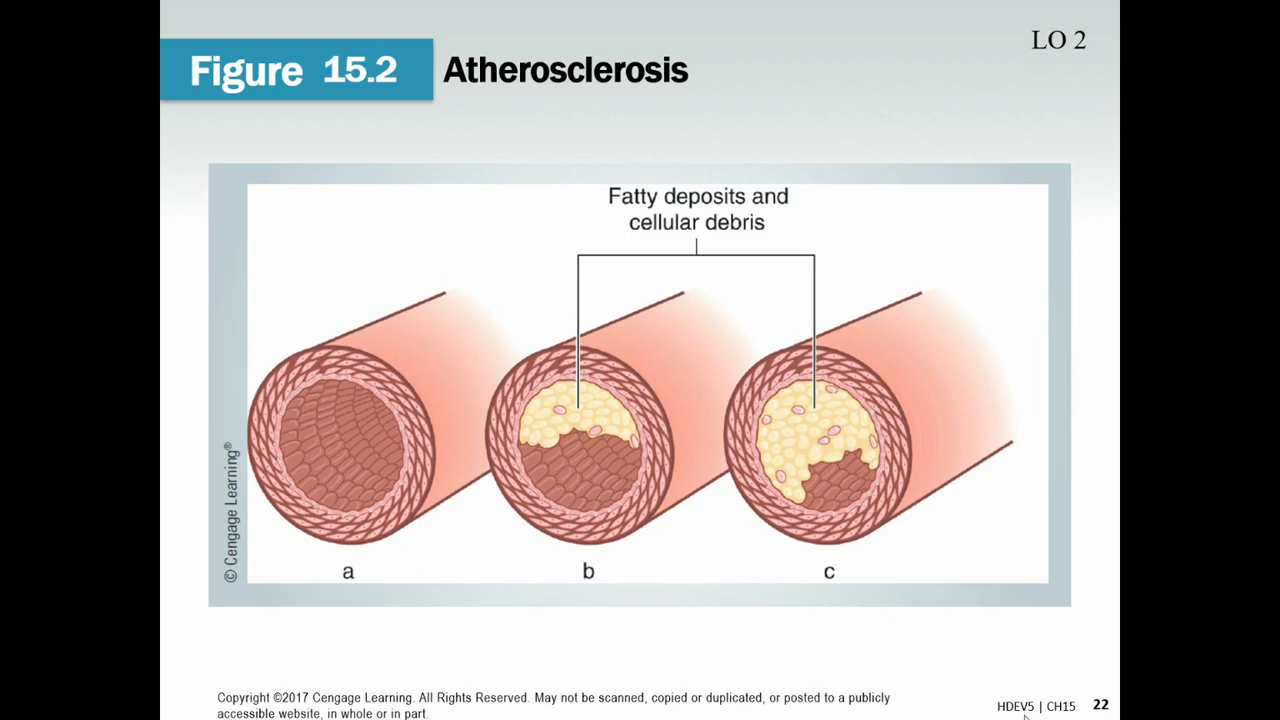 LO 2
Figure 15.2 Atherosclerosis
Fatty deposits and
cellular debris
© Cengage Learning®
a b c
Copyright ©2017 Cengage Learning. All Rights Reserved. May not be scanned, copied or duplicated, or posted to a publicly
accessible website, in whole or in part.
HDEV5 | CH15 22